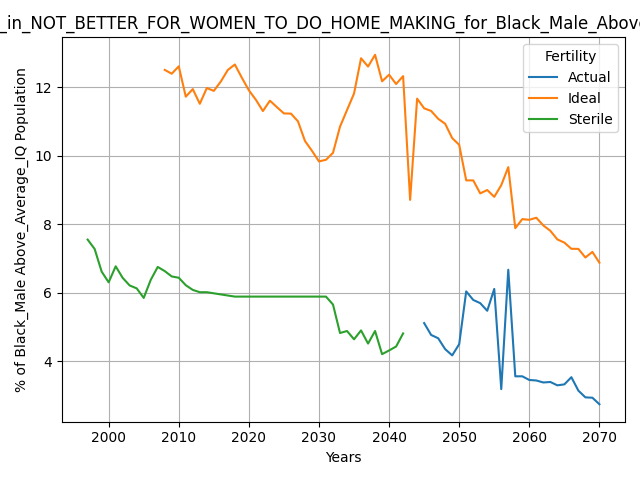 _in_NOT_BETTER_FOR_WOMEN_TO_DO_HOME_MAKING_for_Black_Male_Above
Fertility
Actual
Ideal
Sterile
% of Black_Male Above_Average_IQ Population
12
10
8
6
4
2000 2010 2020 2030 2040 2050 2060 2070
Years